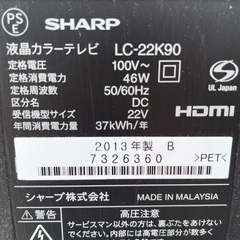 PS
E
SHARP
液晶カラーテレビ LC-22K90
定格電圧 100V~
定格消費電力 46W
定格周波数 50/60Hz
区分名 DC
受信機型サイズ 22V
年間消費電力量 37kWh/年
UL Japan
HDMI
2013年製 B
7326360
>PET<
シャープ株式会社 MADE IN MALAYSIA
高圧注意
サービスマン以外の方は、裏ぶたをあけないで